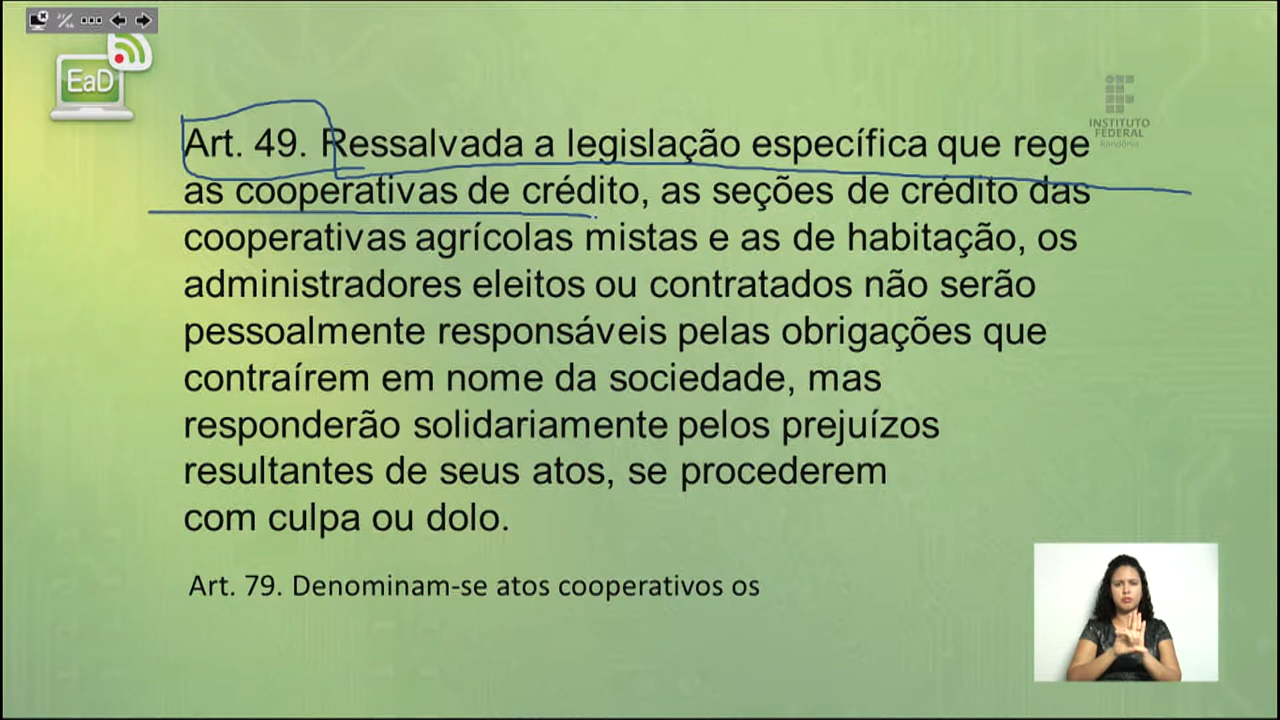 EaD
INSTITUTO
FEDERAL
Rondônia
Art. 49. Ressalvada a legislação específica que rege
as cooperativas de crédito, as seções de crédito das
cooperativas agrícolas mistas e as de habitação, os
administradores eleitos ou contratados não serão
pessoalmente responsáveis pelas obrigações que
contraírem em nome da sociedade, mas
responderão solidariamente pelos prejuízos
resultantes de seus atos, se procederem
com culpa ou dolo.
Art. 79. Denominam-se atos cooperativos os